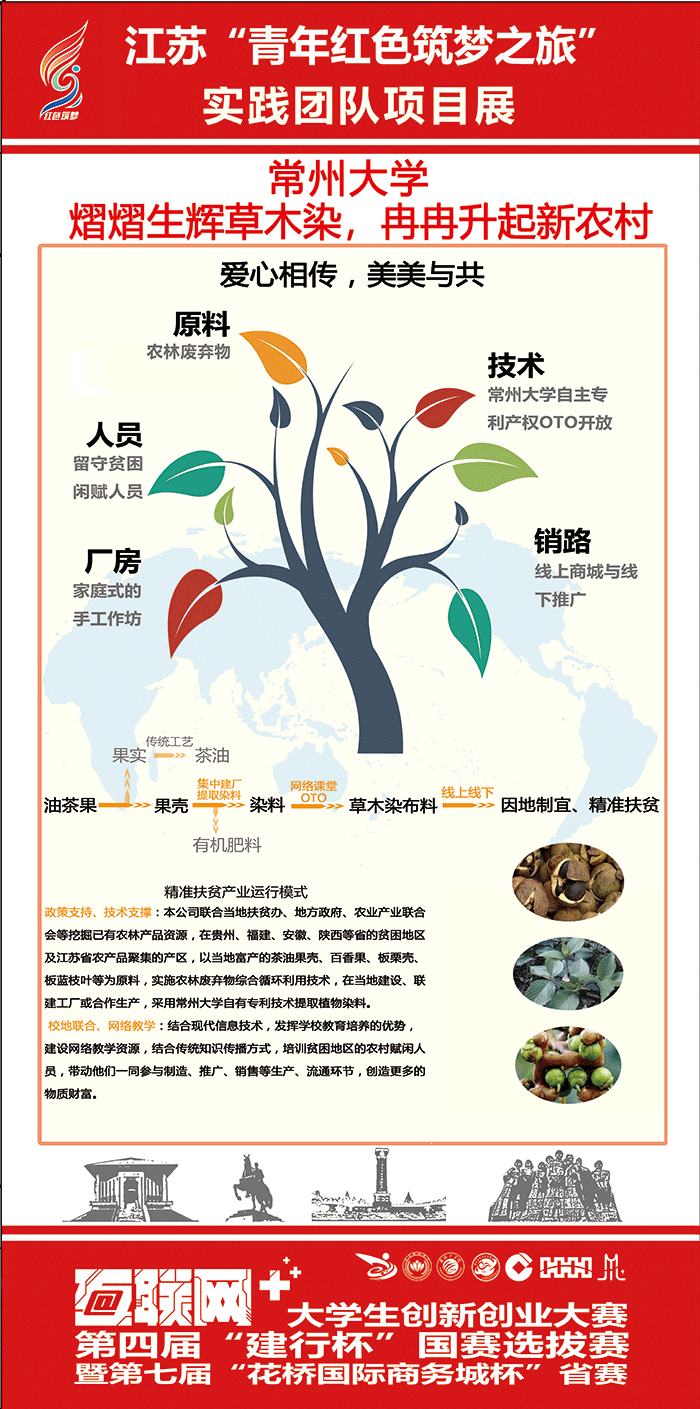 江苏“青年红色筑梦之旅”
实践团队项目展
红色筑梦
常州大学
熠熠生辉草木染，冉冉升起新农村
爱心相传，美美与共
原料
农林废弃物
技术
常州大学自主专
利产权OTO开放
人员
留守贫困
闲赋人员
厂房
家庭式的
手工作坊
销路
线上商城与线
下推广
果实
传统工艺
茶油
油茶果
果壳
集中建厂
提取染料
染料
网络课堂
OTO
草木染布料
线上线下
因地制宜、精准扶贫
有机肥料
精准扶贫产业运行模式
政策支持、技术支撑：本公司联合当地扶贫办、地方政府、农业产业联合
会等挖掘已有农林产品资源，在贵州、福建、安徽、陕西等省的贫困地区
及江苏省农产品聚集的产区，以当地富产的茶油果壳、百香果、板栗壳、
板蓝枝叶等为原料，实施农林废弃物综合循环利用技术，在当地建设、联
建工厂或合作生产，采用常州大学自有专利技术提取植物染料。
校地联合、网络教学：结合现代信息技术，发挥学校教育培养的优势，
建设网络教学资源，结合传统知识传播方式，培训贫困地区的农村赋闲人
员，带动他们一同参与制造、推广、销售等生产、流通环节，创造更多的
物质财富。
互联网+
大学生创新创业大赛
第四届“建行杯”国赛选拔赛
暨第七届“花桥国际商务城杯”省赛